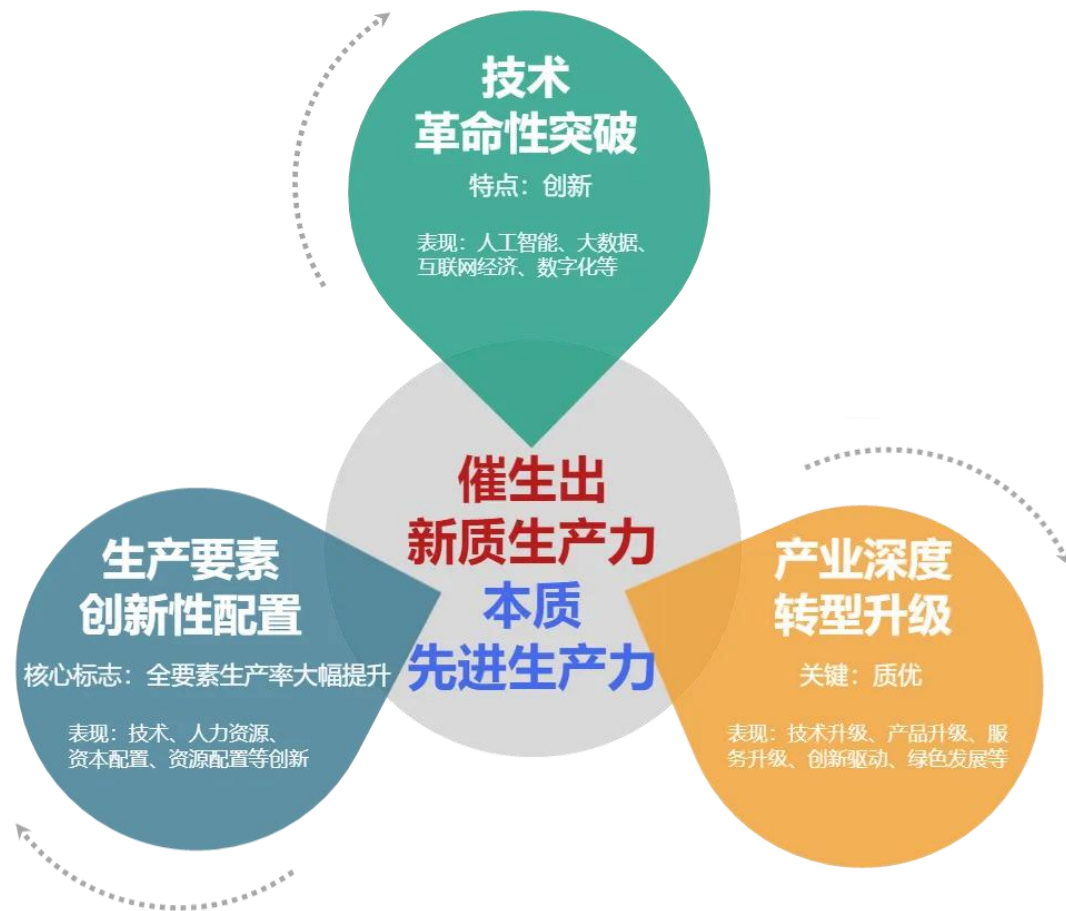 技术
革命性突破
特点：创新
表现：人工智能、大数据、
互联网经济、数字化等
催生出
新质生产力
本质
先进生产力
生产要素
创新性配置
核心标志：全要素生产率大幅提升
表现：技术、人力资源、
资本配置、资源配置等创新
产业深度
转型升级
关键：质优
表现：技术升级、产品升级、服
务升级、创新驱动、绿色发展等